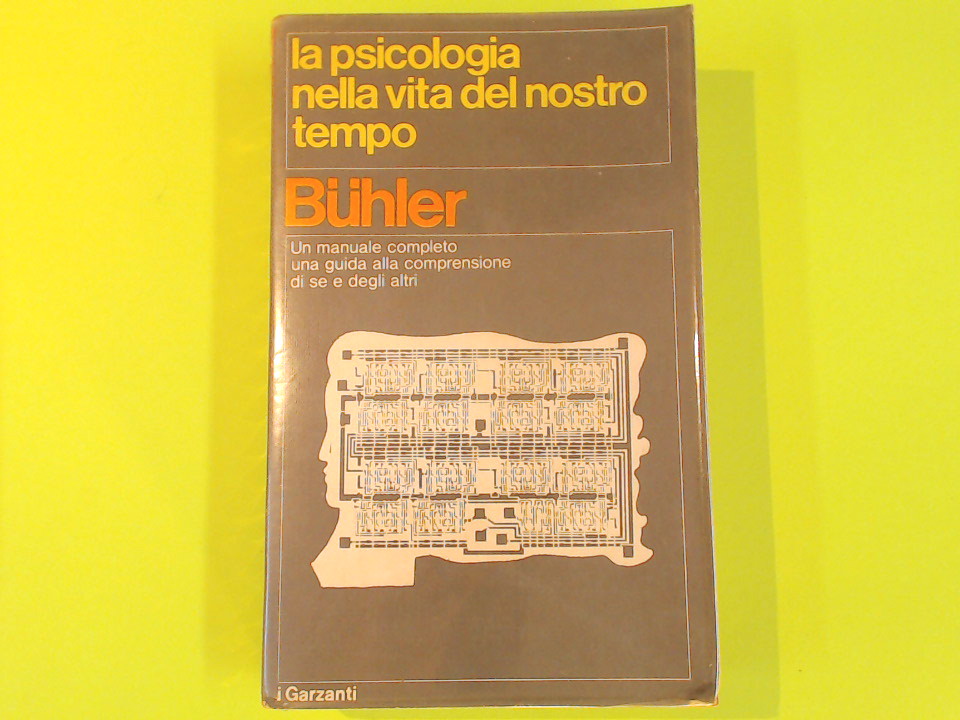 la psicologia
nella vita del nostro
tempo
Bühler
Un manuale completo
una guida alla comprensione
di se e degli altri
i Garzanti